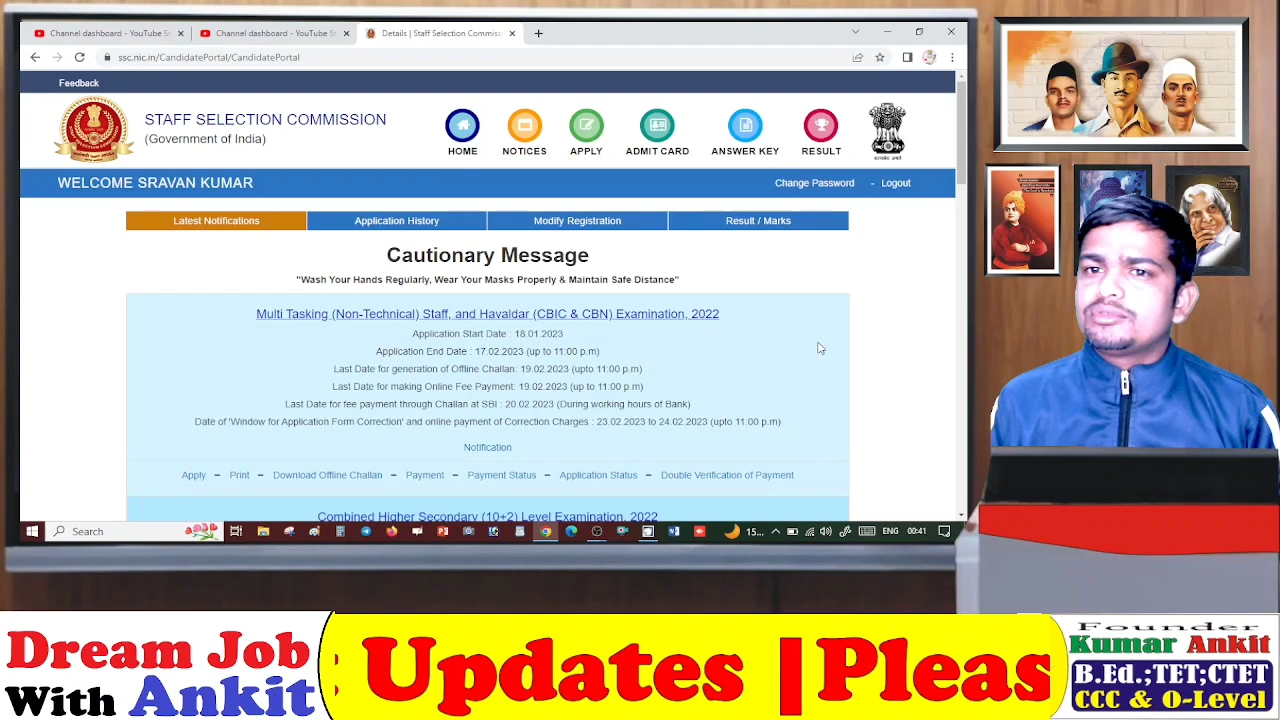 Channel dashboard - YouTube St
Channel dashboard - YouTube St
Details | Staff Selection Commiss
ssc.nic.in/CandidatePortal/CandidatePortal
Feedback
STAFF SELECTION COMMISSION
(Government of India)
HOME
NOTICES
APPLY
ADMIT CARD
ANSWER KEY
RESULT
WELCOME SRAVAN KUMAR
Change Password - Logout
Latest Notifications
Application History
Modify Registration
Result / Marks
Cautionary Message
"Wash Your Hands Regularly, Wear Your Masks Properly & Maintain Safe Distance"
Multi Tasking (Non-Technical) Staff, and Havaldar (CBIC & CBN) Examination, 2022
Application Start Date : 18.01.2023
Application End Date : 17.02.2023 (up to 11:00 p.m)
Last Date for generation of Offline Challan: 19.02.2023 (upto 11:00 p.m)
Last Date for making Online Fee Payment: 19.02.2023 (up to 11:00 p.m)
Last Date for fee payment through Challan at SBI : 20.02.2023 (During working hours of Bank)
Date of 'Window for Application Form Correction' and online payment of Correction Charges : 23.02.2023 to 24.02.2023 (upto 11:00 p.m)
Notification
Apply – Print – Download Offline Challan – Payment – Payment Status – Application Status – Double Verification of Payment
Combined Higher Secondary (10+2) Level Examination, 2022
Search
15...
ENG
00:41
Dream Job
With Ankit
Updates |Pleas
Founder
Kumar Ankit
B.Ed.;TET;CTET
CCC & O-Level